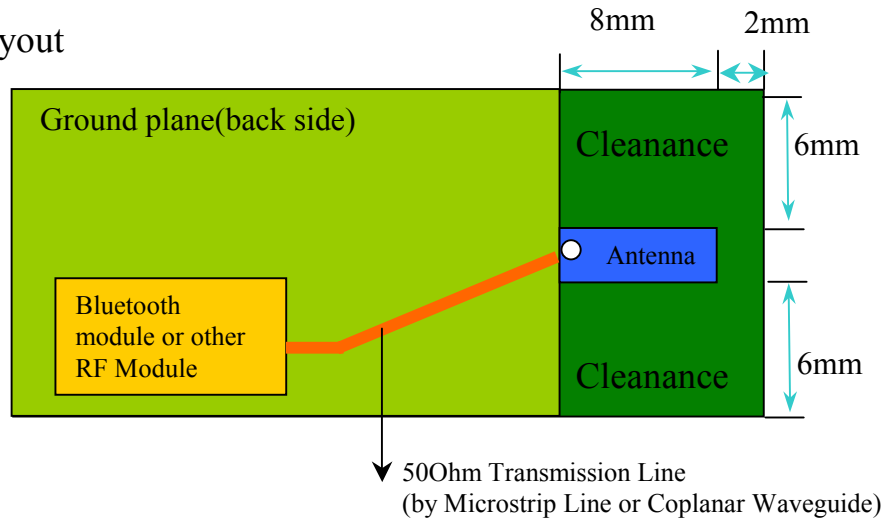 yout
8mm
2mm
Ground plane(back side)
Cleanance
6mm
Antenna
Bluetooth
module or other
RF Module
Cleanance
6mm
50Ohm Transmission Line
(by Microstrip Line or Coplanar Waveguide)